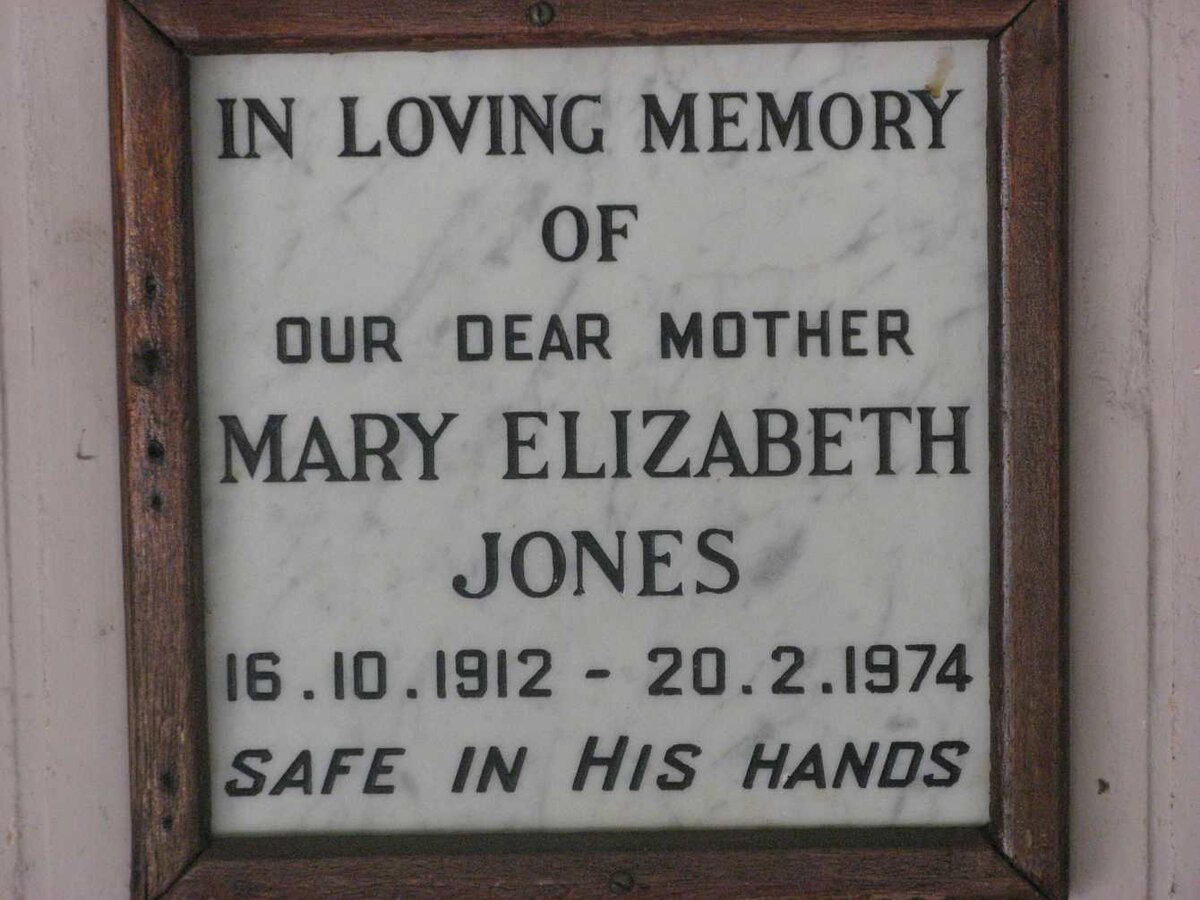 IN LOVING MEMORY
OF
OUR DEAR MOTHER
MARY ELIZABETH
JONES
16.10.1912 - 20.2.1974
SAFE IN HIS HANDS